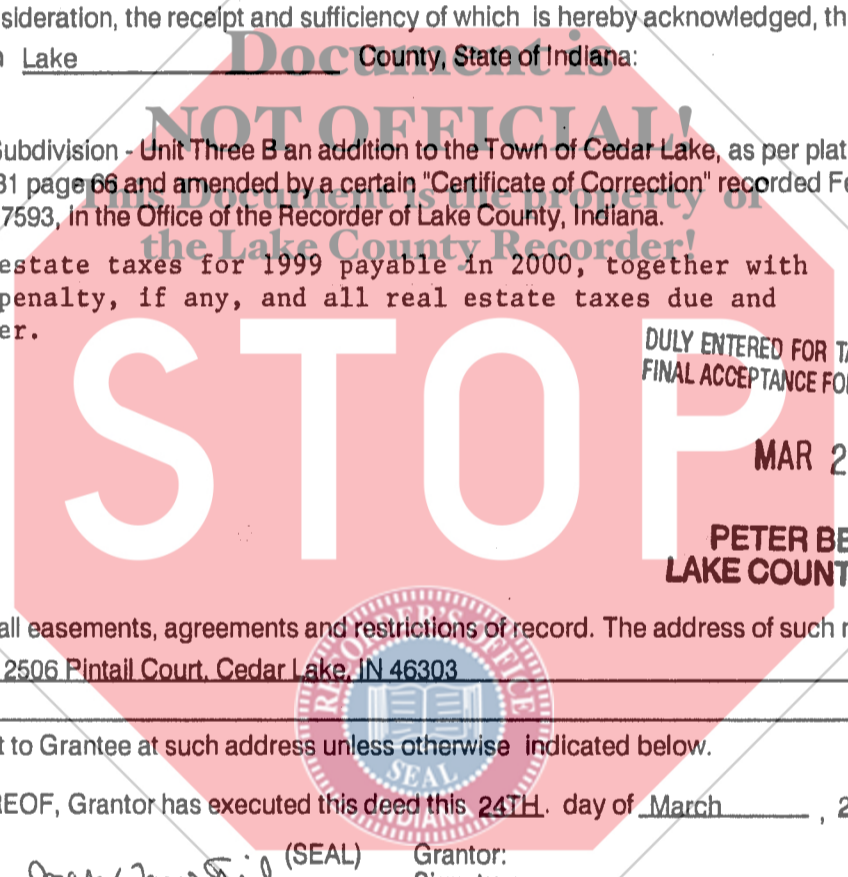 sideration, the receipt and sufficiency of which is hereby acknowledged, th
Lake County, State of Indiana:
Document is
NOT OFFICIAL!
Subdivision - Unit Three B an addition to the Town of Cedar Lake, as per plat
31 page 66 and amended by a certain "Certificate of Correction" recorded Fe
This Document is the property of
7593, in the Office of the Recorder of Lake County, Indiana.
the Lake County Recorder!
estate taxes for 1999 payable in 2000, together with
penalty, if any, and all real estate taxes due and
er.
STOP
DULY ENTERED FOR TA
FINAL ACCEPTANCE FO
MAR 2
PETER BE
LAKE COUNT
all easements, agreements and restrictions of record. The address of such r
2506 Pintail Court, Cedar Lake, IN 46303
t to Grantee at such address unless otherwise indicated below.
RECORDER'S OFFICE
SEAL
INDIANA
REOF, Grantor has executed this deed this 24TH. day of March , 2
(SEAL) Grantor: